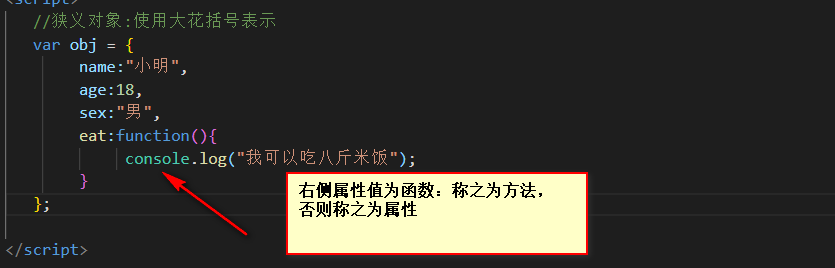 <script>
//狭义对象:使用大花括号表示
var obj = {
name:"小明",
age:18,
sex:"男",
eat:function(){
console.log("我可以吃八斤米饭");
}
};
右侧属性值为函数：称之为方法，
否则称之为属性
</script>